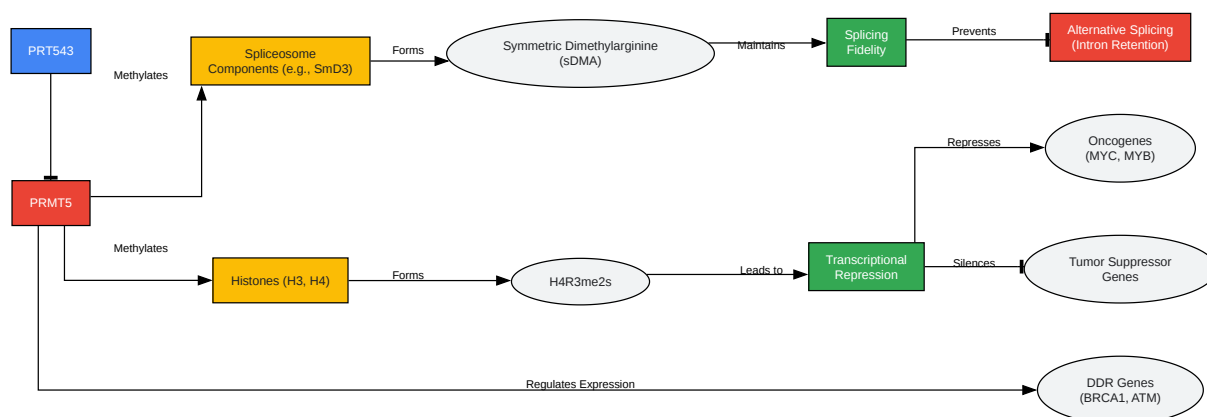 PRT543
Methylates
Spliceosome
Components (e.g., SmD3)
Forms
Symmetric Dimethylarginine
(sDMA)
Maintains
Splicing
Fidelity
Prevents
Alternative Splicing
(Intron Retention)
Represses
Oncogenes
(MYC, MYB)
PRMT5
Methylates
Histones (H3, H4)
Forms
H4R3me2s
Leads to
Transcriptional
Repression
Silences
Tumor Suppressor
Genes
Regulates Expression
DDR Genes
(BRCA1, ATM)